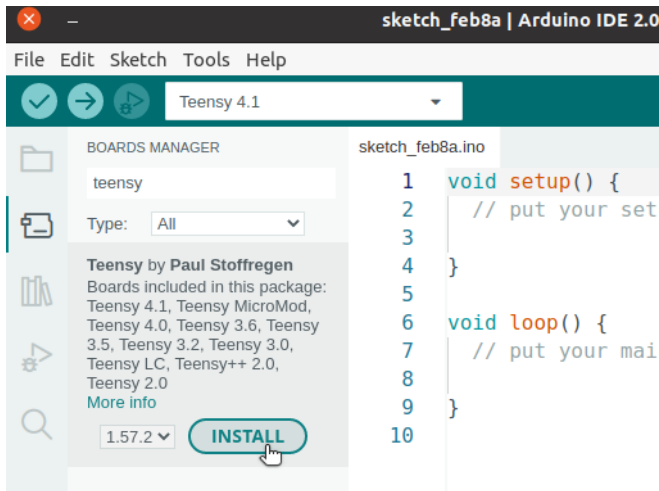 sketch_feb8a | Arduino IDE 2.0
File Edit Sketch Tools Help
Teensy 4.1
BOARDS MANAGER
teensy
Type: All
Teensy by Paul Stoffregen
Boards included in this package:
Teensy 4.1, Teensy MicroMod,
Teensy 4.0, Teensy 3.6, Teensy
3.5, Teensy 3.2, Teensy 3.0,
Teensy LC, Teensy++ 2.0,
Teensy 2.0
More info
1.57.2 INSTALL
sketch_feb8a.ino
1 void setup() {
2 // put your set
3
4 }
5
6 void loop() {
7 // put your mai
8
9 }
10